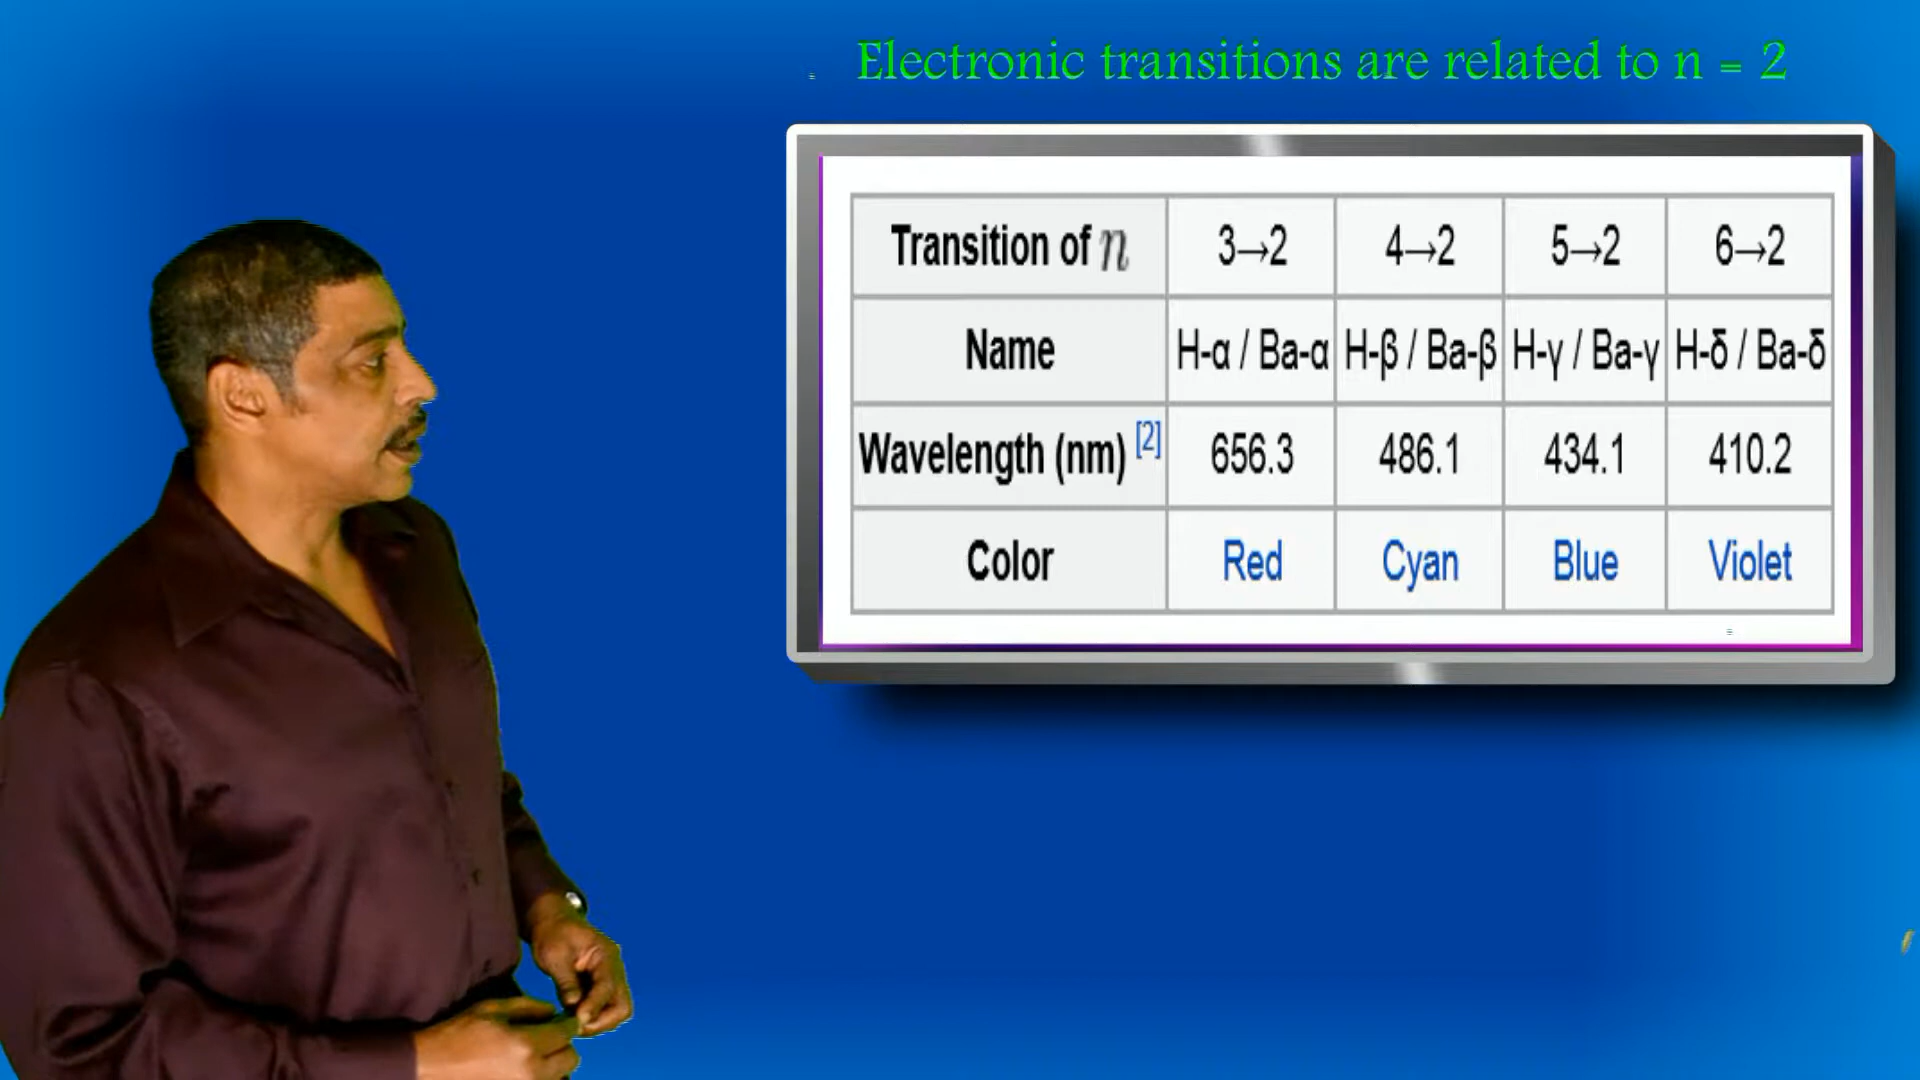 Electronic transitions are related to n = 2
Transition of n 3→2 4→2 5→2 6→2
Name H-α / Ba-α H-β / Ba-β H-γ / Ba-γ H-δ / Ba-δ
Wavelength (nm) [2] 656.3 486.1 434.1 410.2
Color Red Cyan Blue Violet